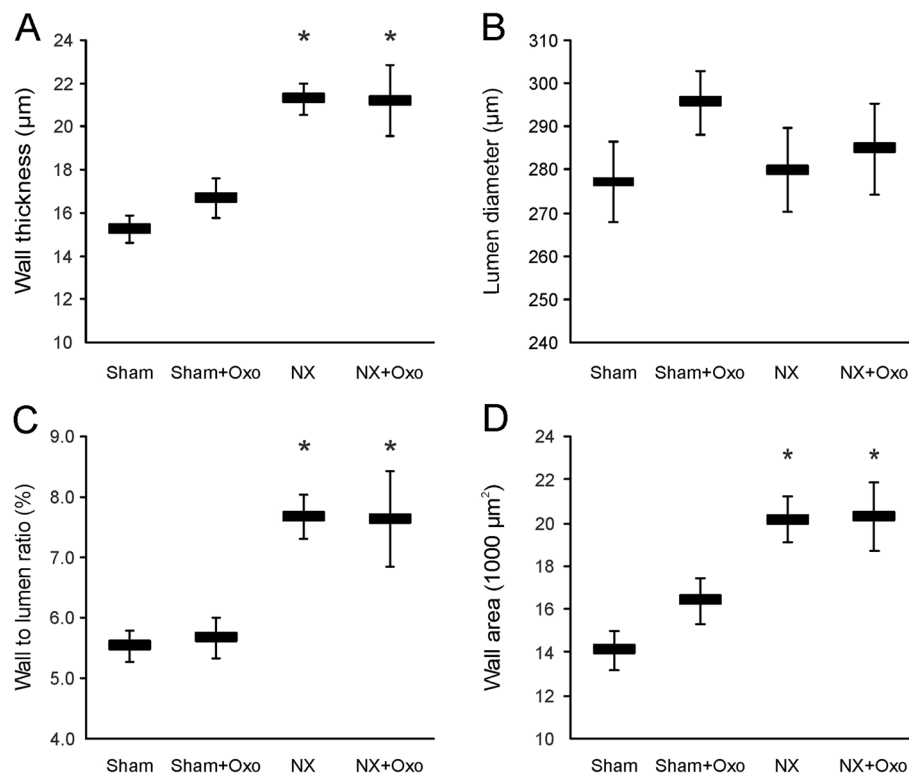 A
Wall thickness (µm)
24
22
20
18
16
14
12
10
*
*
Sham
Sham+Oxo
NX
NX+Oxo
B
Lumen diameter (µm)
310
300
290
280
270
260
250
240
Sham
Sham+Oxo
NX
NX+Oxo
C
Wall to lumen ratio (%)
9.0
8.0
7.0
6.0
5.0
4.0
*
*
Sham
Sham+Oxo
NX
NX+Oxo
D
Wall area (1000 µm²)
24
22
20
18
16
14
12
10
*
*
Sham
Sham+Oxo
NX
NX+Oxo